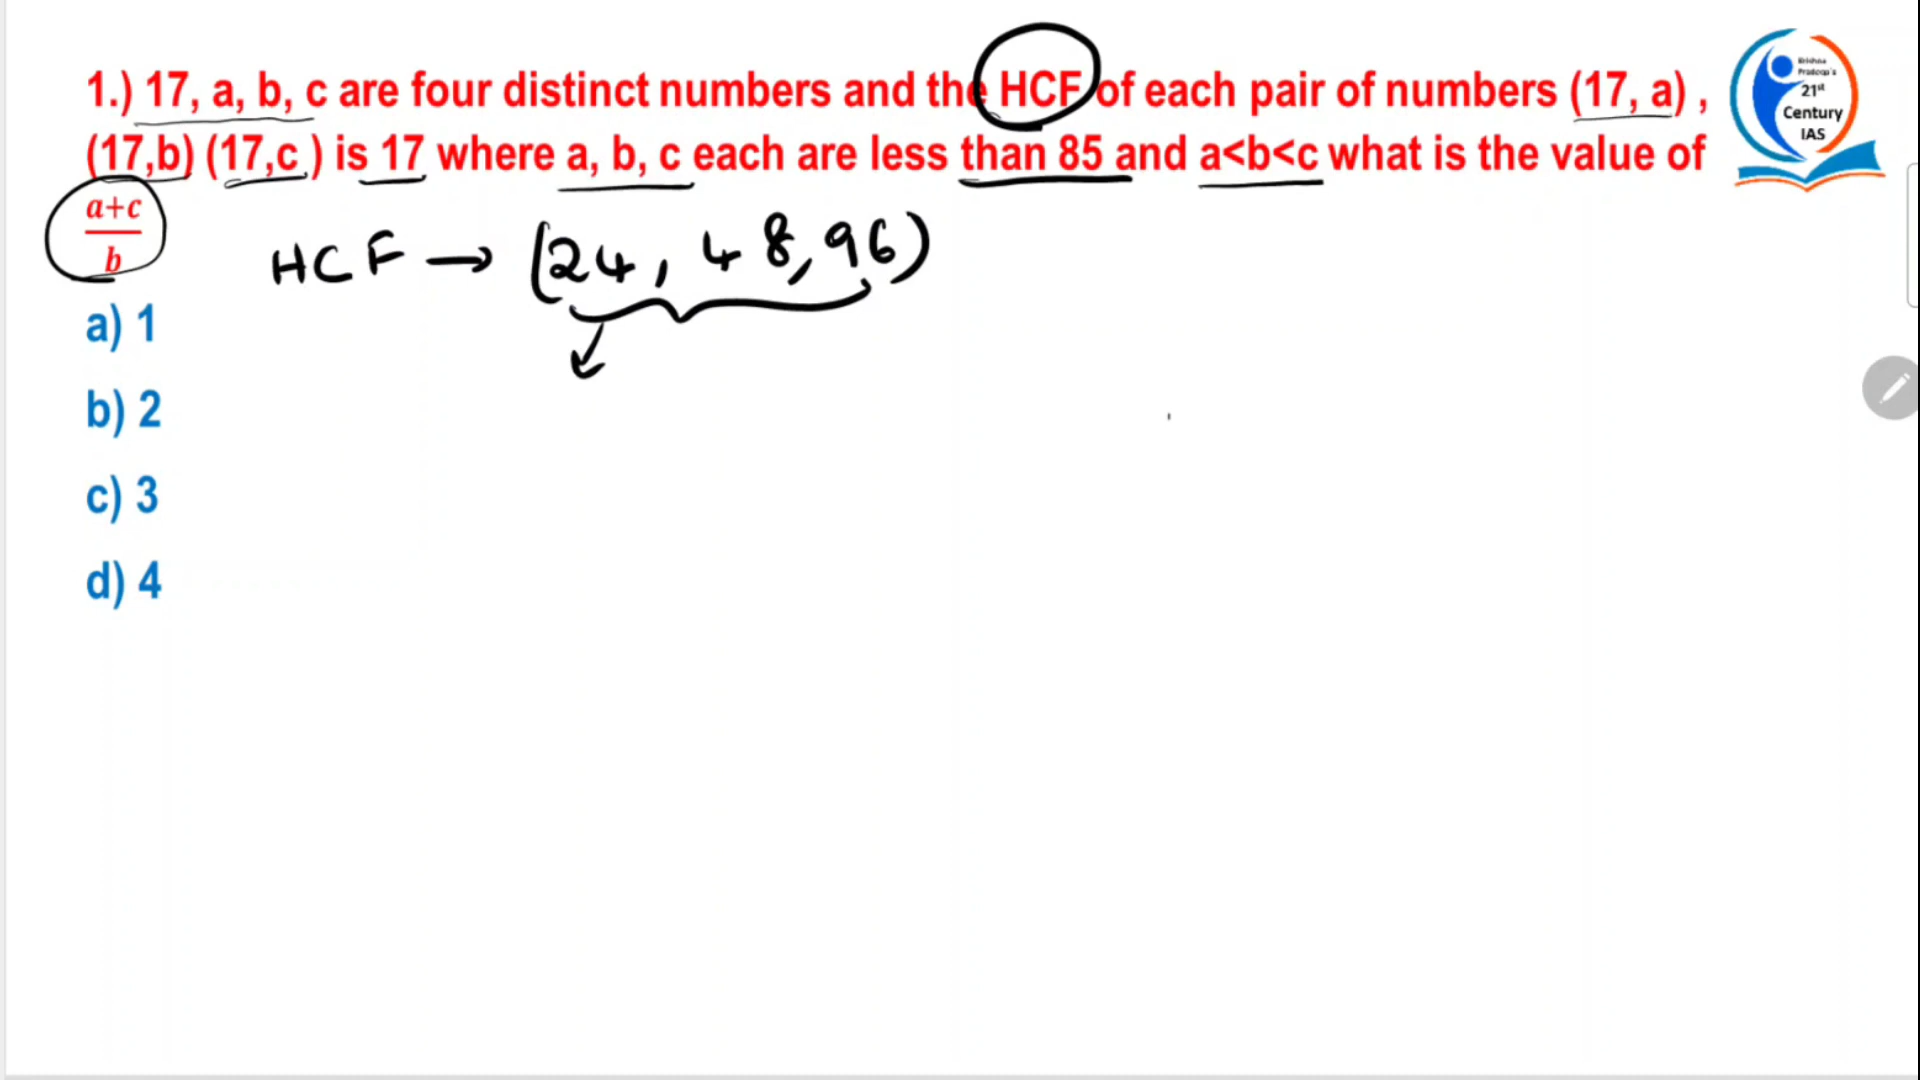 1.) 17, a, b, c are four distinct numbers and the HCF of each pair of numbers (17, a) ,
(17,b) (17,c ) is 17 where a, b, c each are less than 85 and a<b<c what is the value of
a+c
b
HCF → (24, 48, 96)
a) 1
b) 2
c) 3
d) 4
Krishna
Pradeep's
21st
Century
IAS